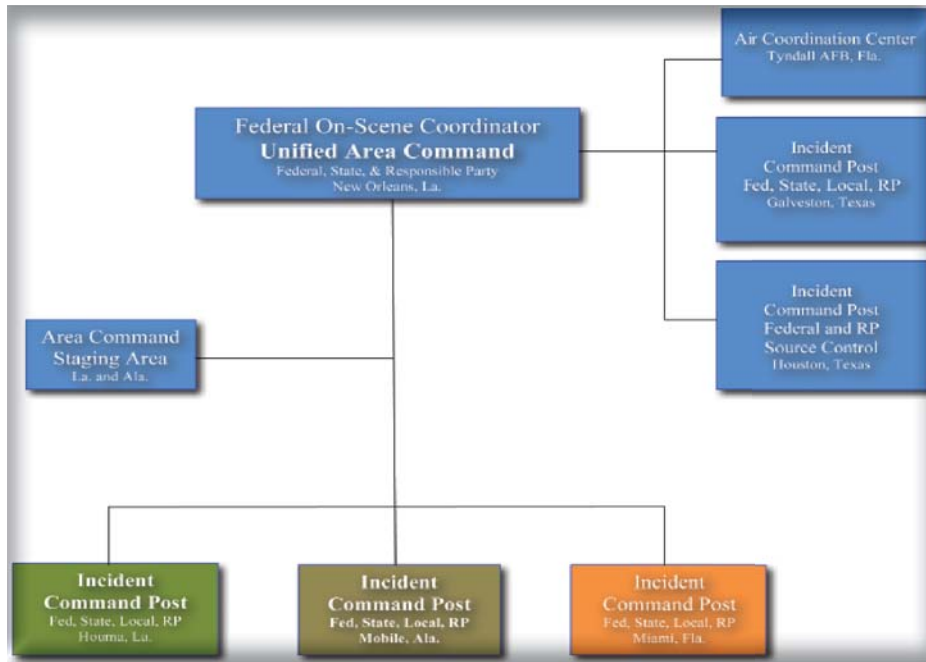 Air Coordination Center
Tyndall AFB, Fla.
Federal On-Scene Coordinator
Unified Area Command
Federal, State, & Responsible Party
New Orleans, La.
Incident
Command Post
Fed, State, Local, RP
Galveston, Texas
Incident
Command Post
Federal and RP
Source Control
Houston, Texas
Area Command
Staging Area
La. and Ala.
Incident
Command Post
Fed, State, Local, RP
Houma, La.
Incident
Command Post
Fed, State, Local, RP
Mobile, Ala.
Incident
Command Post
Fed, State, Local, RP
Miami, Fla.